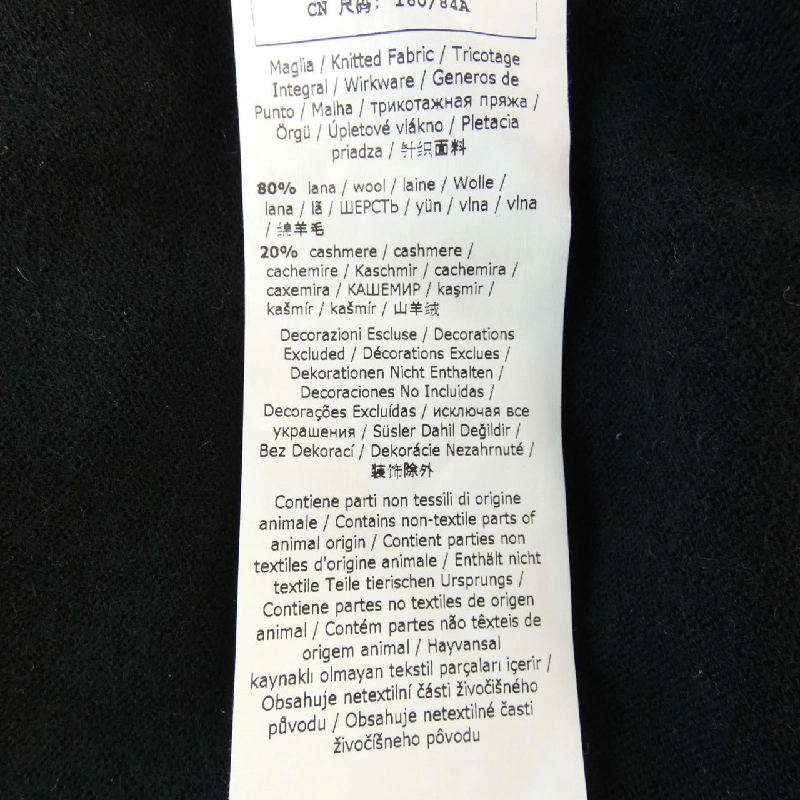 CN 尺码: 160/84A
Maglia / Knitted Fabric / Tricotage
Integral / Wirkware / Generos de
Punto / Malha / трикотажная пряжа /
Örgü / Úpletové vlákno / Pletacia
priadza / 针织面料
80% lana / wool / laine / Wolle /
lana / lã / ШЕРСТЬ / yün / vlna / vlna
/ 绵羊毛
20% cashmere / cashmere /
cachemire / Kaschmir / cachemira /
caxemira / КАШЕМИР / kaşmir /
kašmír / kašmír / 山羊绒
Decorazioni Escluse / Decorations
Excluded / Décorations Exclues /
Dekorationen Nicht Enthalten /
Decoraciones No Incluidas /
Decorações Excluídas / исключая все
украшения / Süsler Dahil Değildir /
Bez Dekorací / Dekorácie Nezahrnuté /
装饰除外
Contiene parti non tessili di origine
animale / Contains non-textile parts of
animal origin / Contient parties non
textiles d'origine animale / Enthält nicht
textile Teile tierischen Ursprungs /
Contiene partes no textiles de origen
animal / Contém partes não têxteis de
origem animal / Hayvansal
kaynaklı olmayan tekstil parçaları içerir /
Obsahuje netextilní části živočišného
původu / Obsahuje netextilné časti
živočíšneho pôvodu